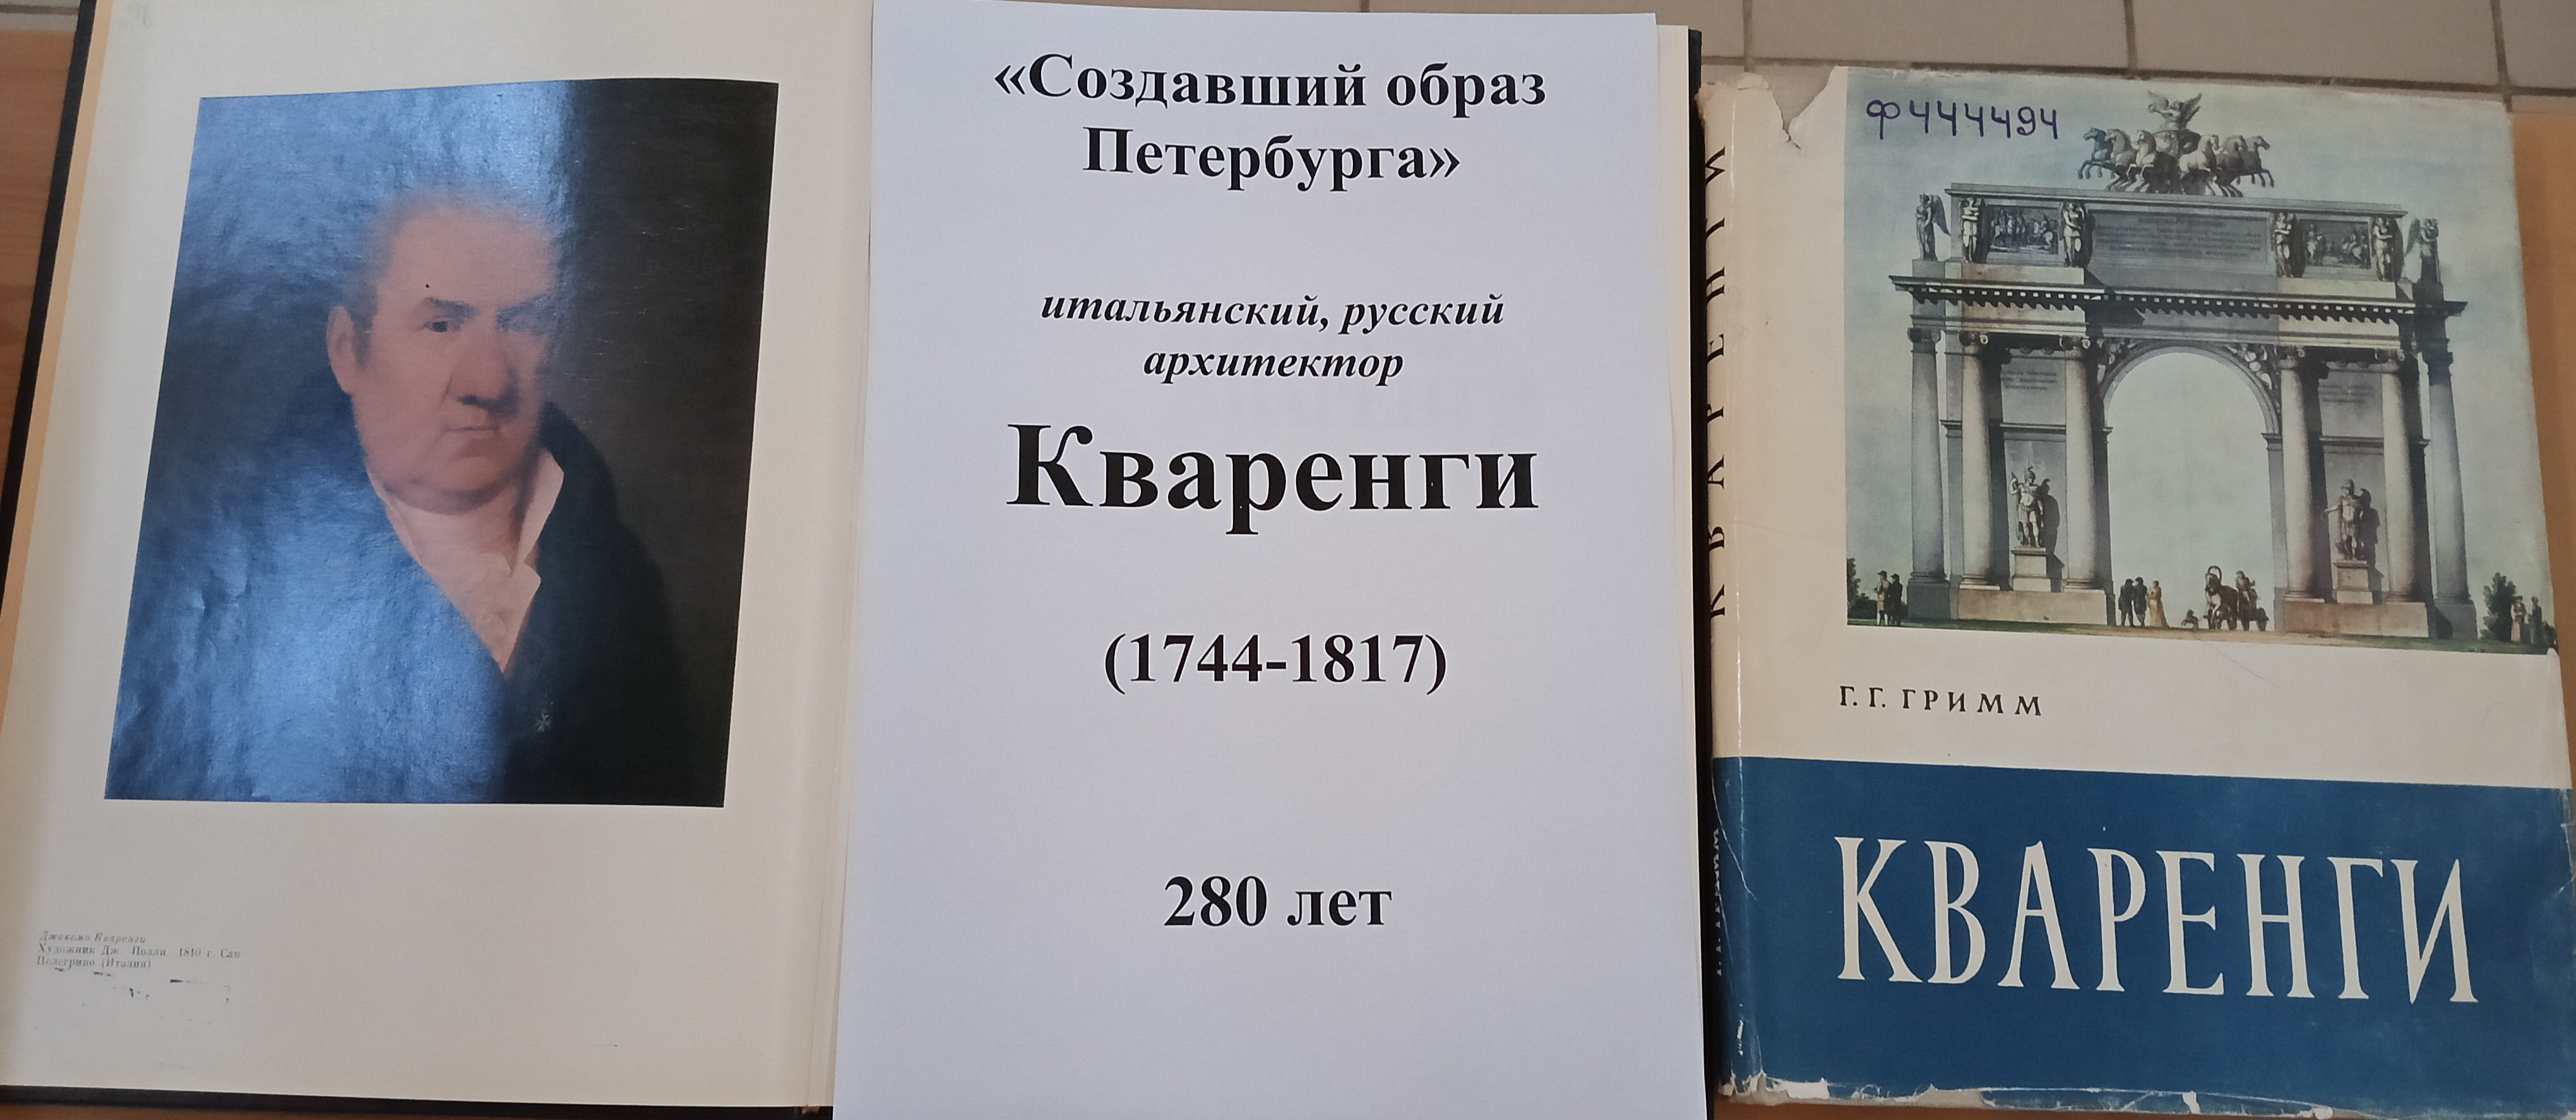 Джакомо Кваренги
Художник Дж. Полли 1810 г. Сан-
Пелегрино (Италия)
«Создавший образ
Петербурга»
итальянский, русский
архитектор
Кваренги
(1744-1817)
280 лет
КВАРЕНГИ
ф444494
Г. Г. ГРИММ
КВАРЕНГИ